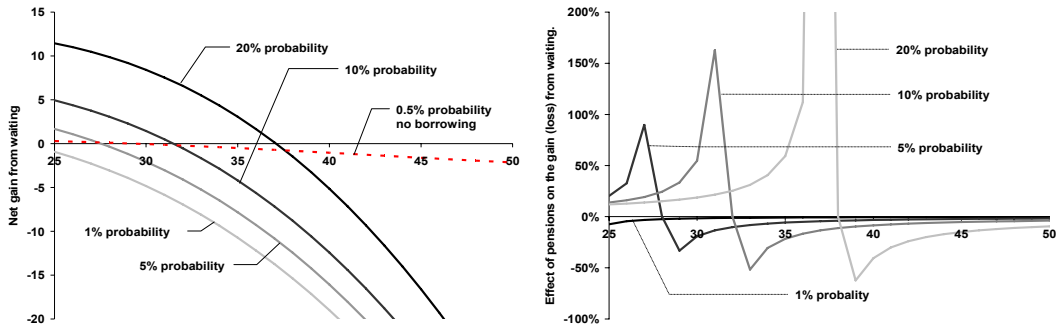 Net gain from waiting
15
10
5
0
-5
-10
-15
-20
25
30
35
40
45
50
20% probability
10% probability
0.5% probability
no borrowing
1% probability
5% probability
Effect of pensions on the gain (loss) from waiting.
200%
150%
100%
50%
0%
-50%
-100%
25
30
35
40
45
50
20% probability
10% probability
5% probability
1% probality